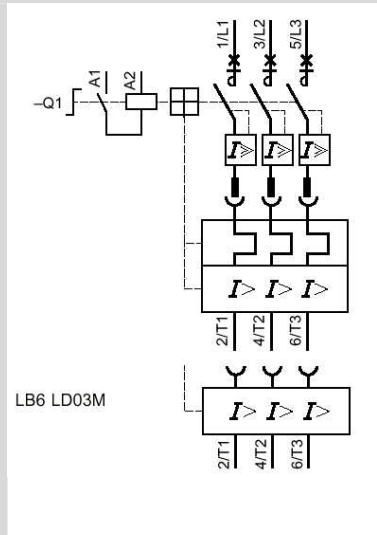 1/L1 3/L2 5/L3
A1 A2
–Q1
I≫ I≫ I≫
I> I> I>
2/T1 4/T2 6/T3
LB6 LD03M
I> I> I>
2/T1 4/T2 6/T3